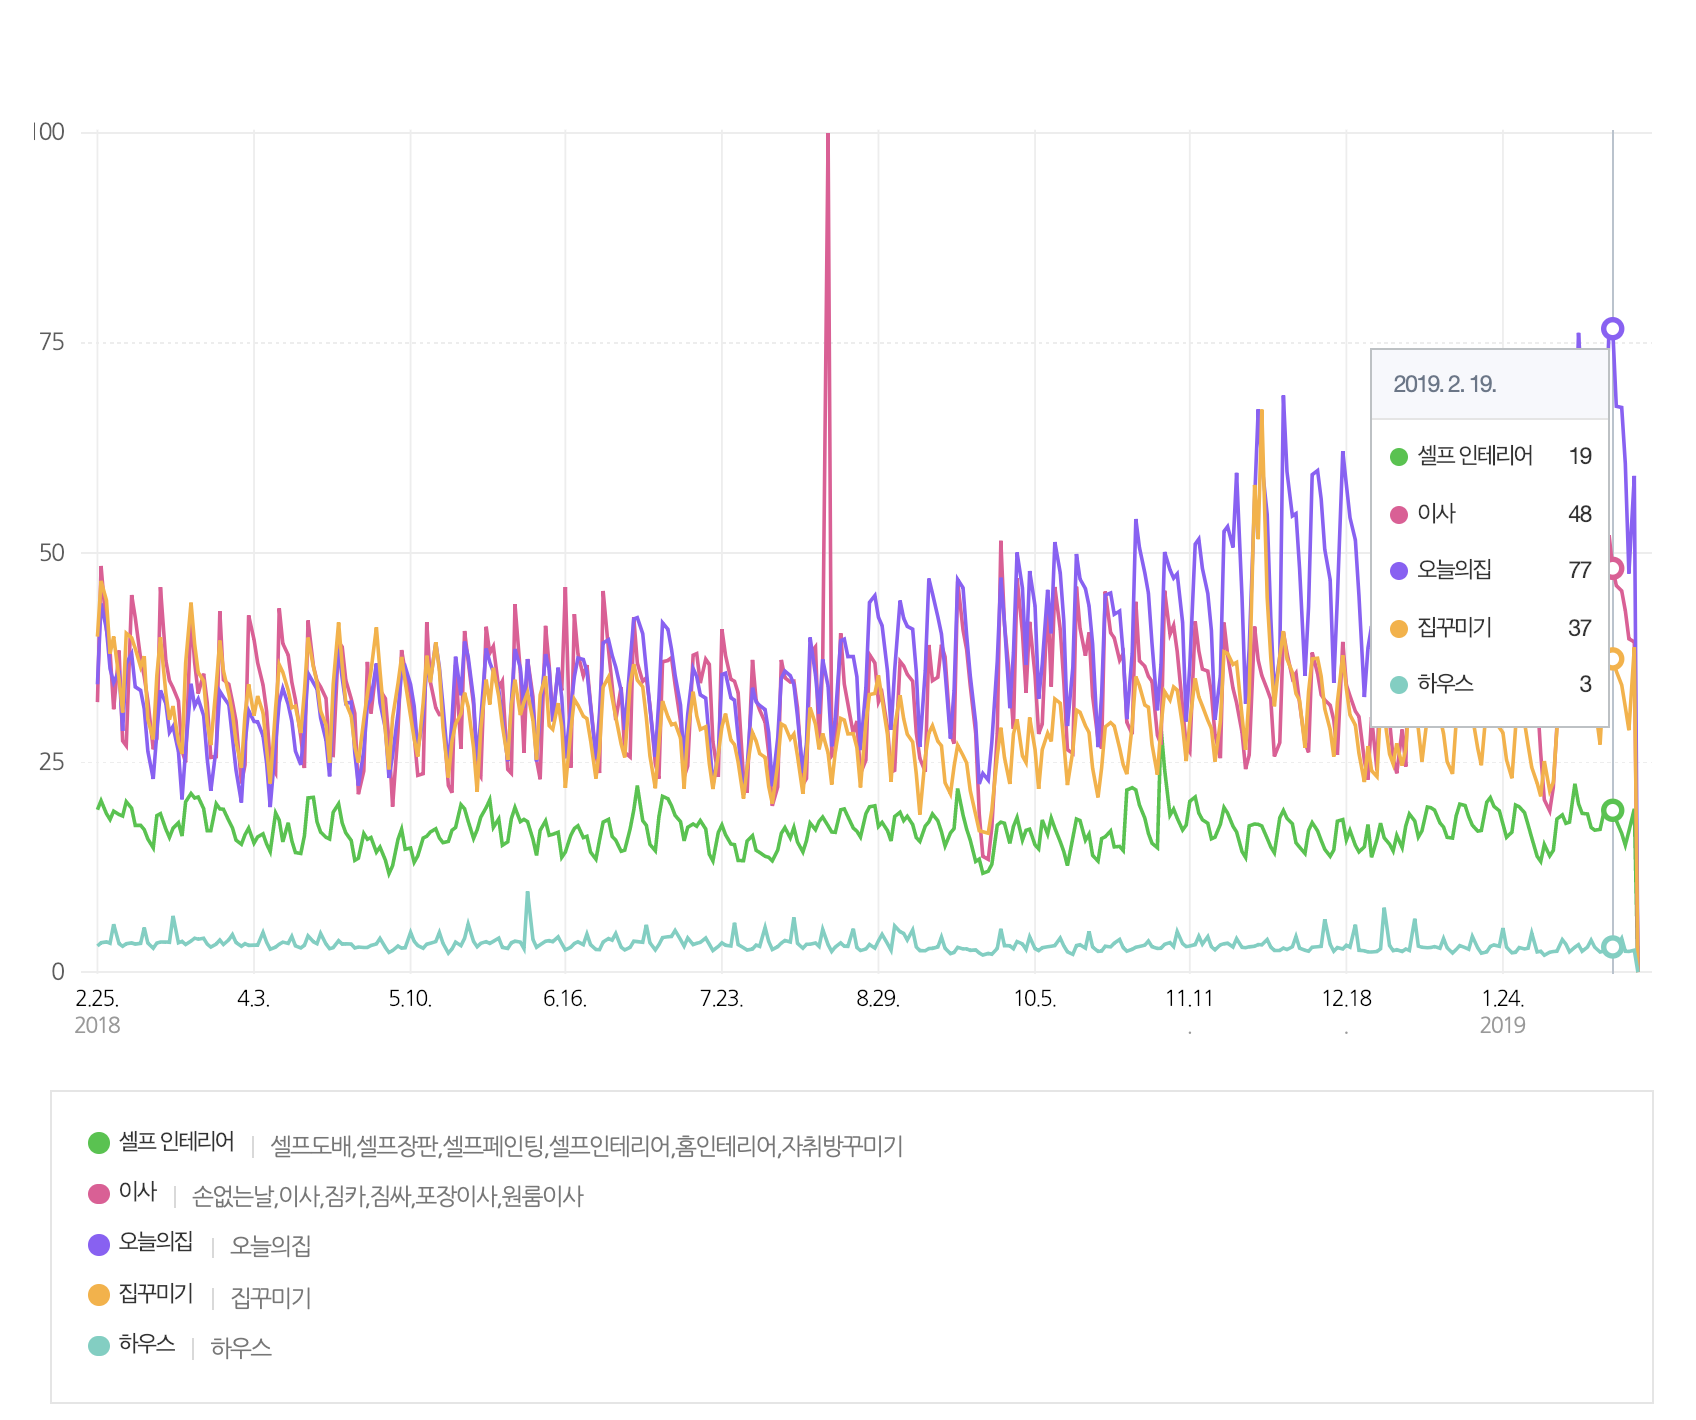 100
75
50
25
0
2.25.
2018
4.3.
5.10.
6.16.
7.23.
8.29.
10.5.
11.11
.
12.18
.
1.24.
2019
2019. 2. 19.
셀프 인테리어 19
이사 48
오늘의집 77
집꾸미기 37
하우스 3
셀프 인테리어 | 셀프도배,셀프장판,셀프페인팅,셀프인테리어,홈인테리어,자취방꾸미기
이사 | 손없는날,이사,짐카,짐싸,포장이사,원룸이사
오늘의집 | 오늘의집
집꾸미기 | 집꾸미기
하우스 | 하우스